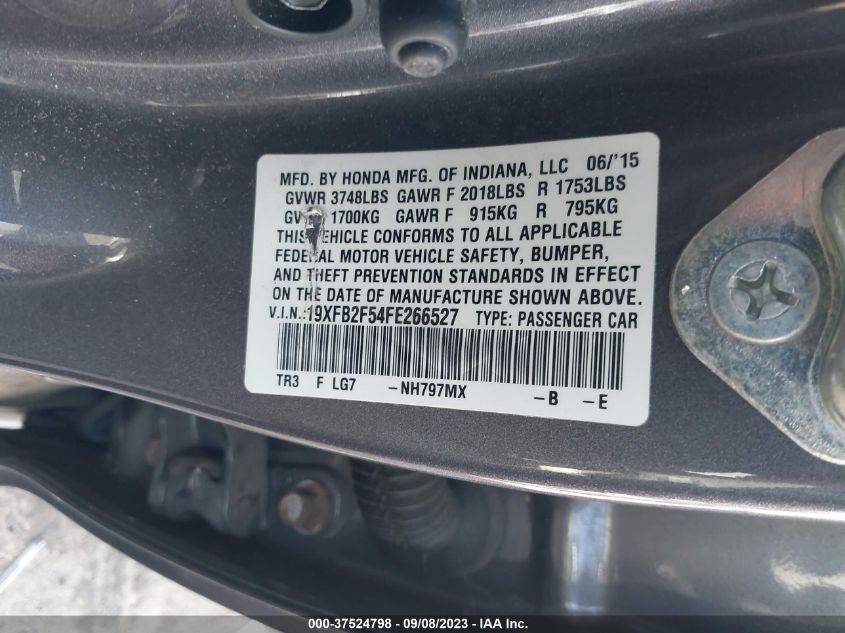 MFD. BY HONDA MFG. OF INDIANA, LLC 06/'15
GVWR 3748LBS GAWR F 2018LBS R 1753LBS
1700KG GAWR F 915KG R 795KG
THIS VEHICLE CONFORMS TO ALL APPLICABLE
FEDERAL MOTOR VEHICLE SAFETY, BUMPER,
AND THEFT PREVENTION STANDARDS IN EFFECT
ON THE DATE OF MANUFACTURE SHOWN ABOVE.
V.I.N.:19XFB2F54FE266527 TYPE: PASSENGER CAR
TR3 F LG7 -NH797MX -B -E
000-37524798 - 09/08/2023 - IAA Inc.